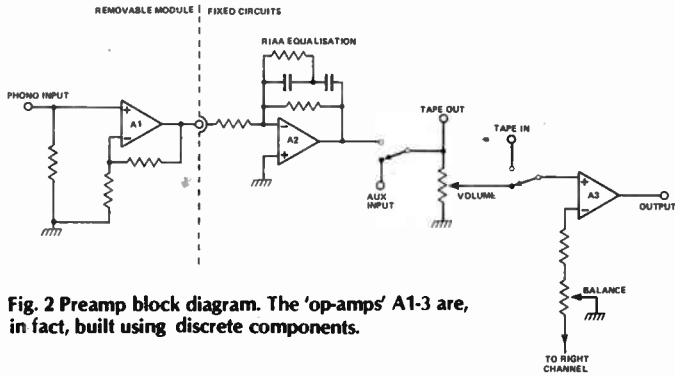 REMOVABLE MODULE
FIXED CIRCUITS
RIAA EQUALISATION
PHONO INPUT
+
A1
−
−
A2
+
TAPE OUT
TAPE IN
AUX
INPUT
VOLUME
+
A3
−
OUTPUT
BALANCE
TO RIGHT
CHANNEL
Fig. 2 Preamp block diagram. The 'op-amps' A1-3 are,
in fact, built using discrete components.